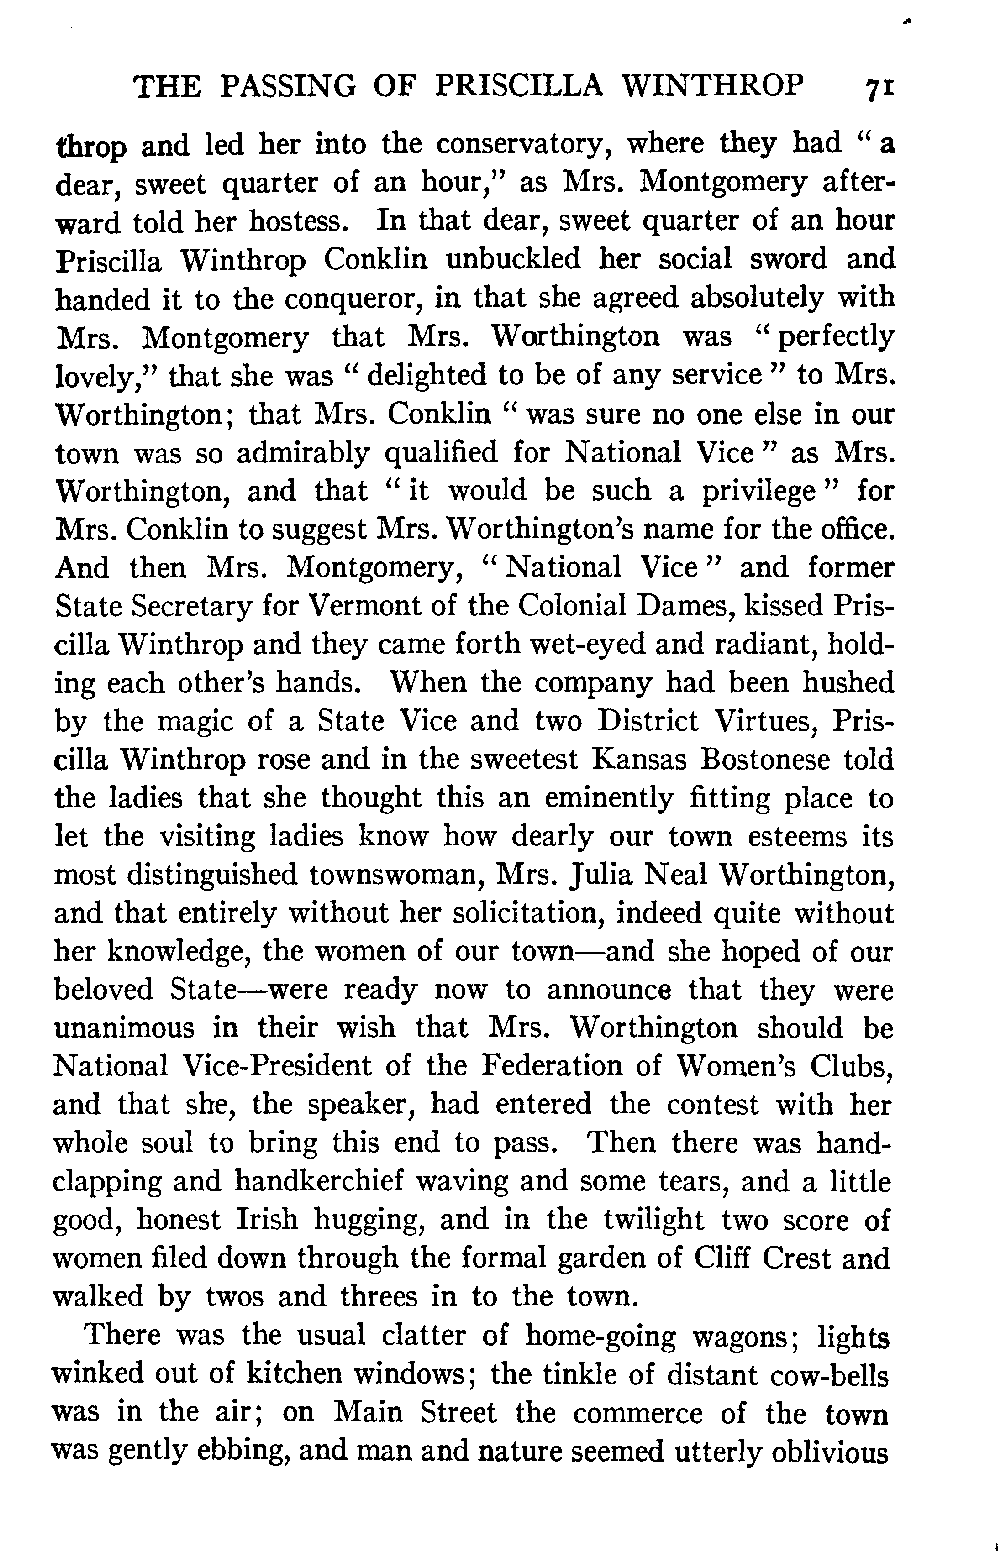 THE PASSING OF PRISCILLA WINTHROP 71
throp and led her into the conservatory, where they had " a
dear, sweet quarter of an hour," as Mrs. Montgomery after-
ward told her hostess. In that dear, sweet quarter of an hour
Priscilla Winthrop Conklin unbuckled her social sword and
handed it to the conqueror, in that she agreed absolutely with
Mrs. Montgomery that Mrs. Worthington was " perfectly
lovely," that she was " delighted to be of any service " to Mrs.
Worthington; that Mrs. Conklin " was sure no one else in our
town was so admirably qualified for National Vice " as Mrs.
Worthington, and that " it would be such a privilege " for
Mrs. Conklin to suggest Mrs. Worthington's name for the office.
And then Mrs. Montgomery, " National Vice " and former
State Secretary for Vermont of the Colonial Dames, kissed Pris-
cilla Winthrop and they came forth wet-eyed and radiant, hold-
ing each other's hands. When the company had been hushed
by the magic of a State Vice and two District Virtues, Pris-
cilla Winthrop rose and in the sweetest Kansas Bostonese told
the ladies that she thought this an eminently fitting place to
let the visiting ladies know how dearly our town esteems its
most distinguished townswoman, Mrs. Julia Neal Worthington,
and that entirely without her solicitation, indeed quite without
her knowledge, the women of our town—and she hoped of our
beloved State—were ready now to announce that they were
unanimous in their wish that Mrs. Worthington should be
National Vice-President of the Federation of Women's Clubs,
and that she, the speaker, had entered the contest with her
whole soul to bring this end to pass. Then there was hand-
clapping and handkerchief waving and some tears, and a little
good, honest Irish hugging, and in the twilight two score of
women filed down through the formal garden of Cliff Crest and
walked by twos and threes in to the town.
There was the usual clatter of home-going wagons; lights
winked out of kitchen windows; the tinkle of distant cow-bells
was in the air; on Main Street the commerce of the town
was gently ebbing, and man and nature seemed utterly oblivious